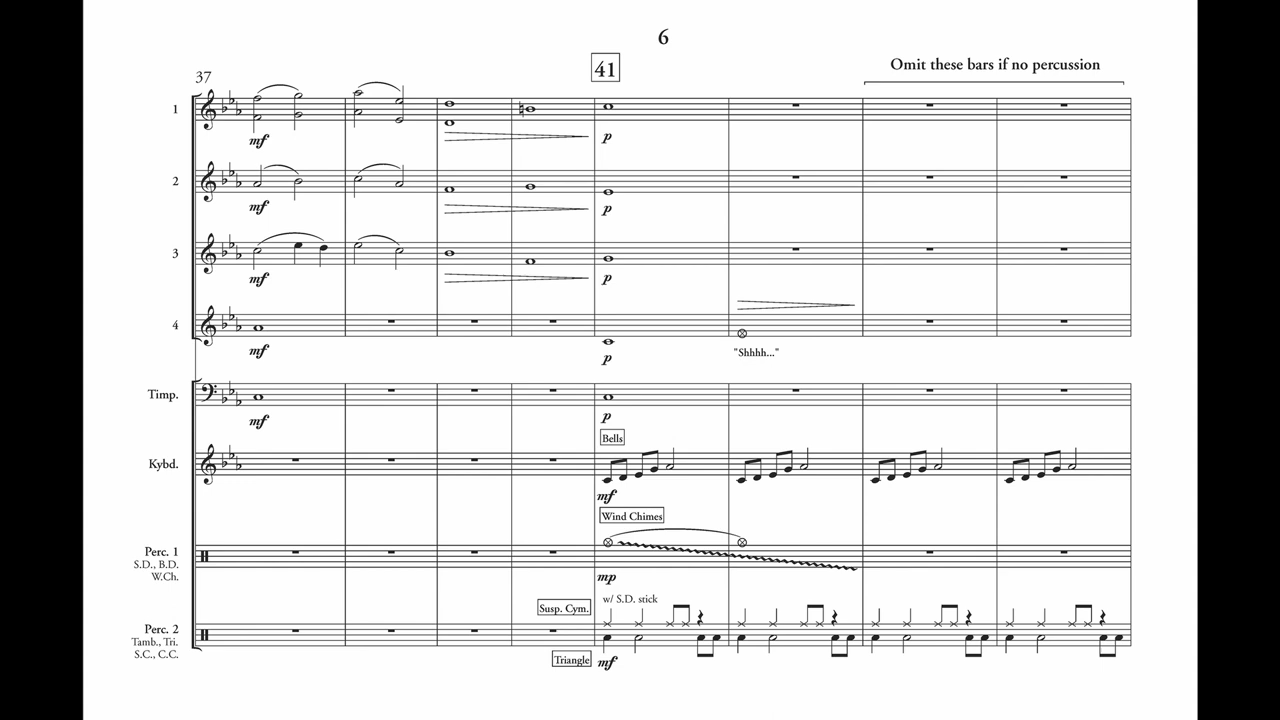 6
41
Omit these bars if no percussion
37
1
mf
p
2
mf
p
3
mf
p
4
mf
p
"Shhhh..."
Timp.
mf
p
Bells
Kybd.
mf
Wind Chimes
Perc. 1
S.D., B.D.
W.Ch.
mp
w/ S.D. stick
Susp. Cym.
Perc. 2
Tamb., Tri.
S.C., C.C.
Triangle
mf